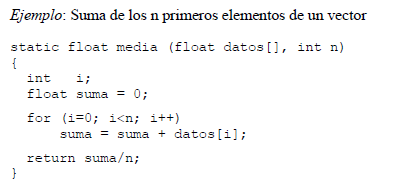 Ejemplo: Suma de los n primeros elementos de un vector
static float media (float datos[], int n)
{
  int   i;
  float suma = 0;
  for (i=0; i<n; i++)
      suma = suma + datos[i];
  return suma/n;
}